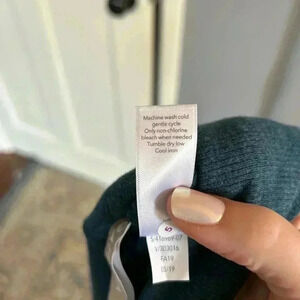 Machine wash cold
gentle cycle
Only non-chlorine
bleach when needed
Tumble dry low
Cool iron
S
FA19